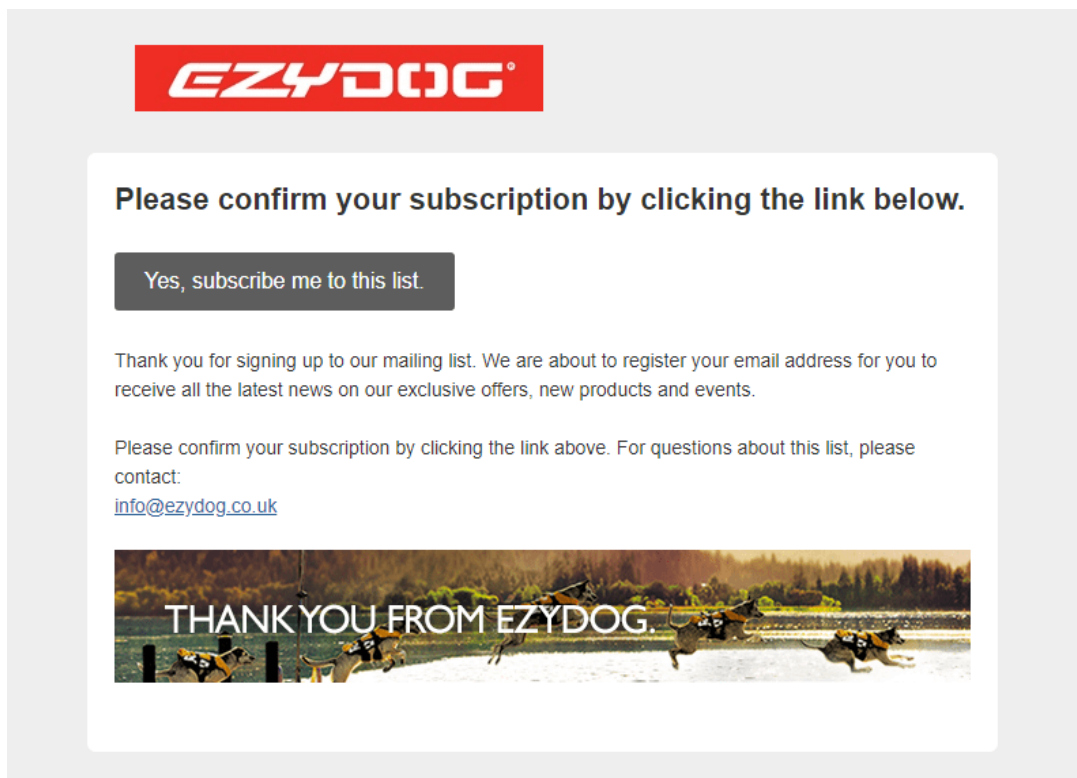 EZYDOG®
Please confirm your subscription by clicking the link below.
Yes, subscribe me to this list.
Thank you for signing up to our mailing list. We are about to register your email address for you to
receive all the latest news on our exclusive offers, new products and events.
Please confirm your subscription by clicking the link above. For questions about this list, please
contact:
info@ezydog.co.uk
THANK YOU FROM EZYDOG.